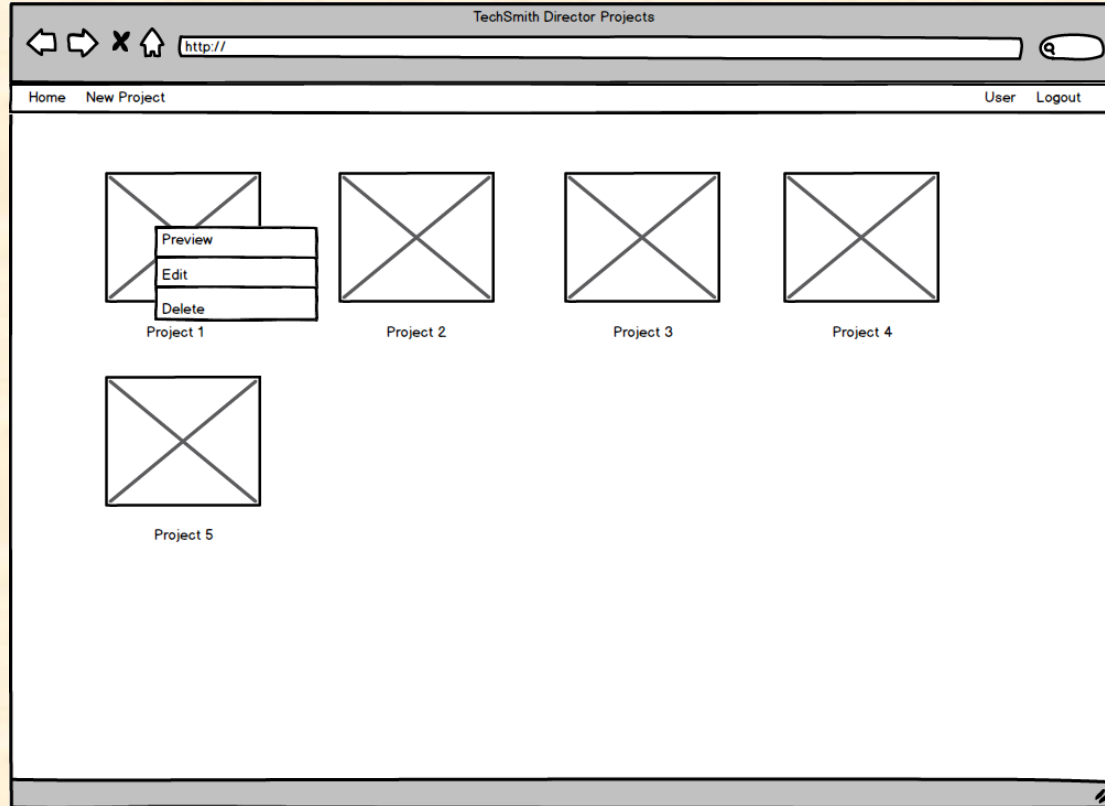 TechSmith Director Projects
http://
Home New Project User Logout
Preview
Edit
Delete
Project 1 Project 2 Project 3 Project 4
Project 5